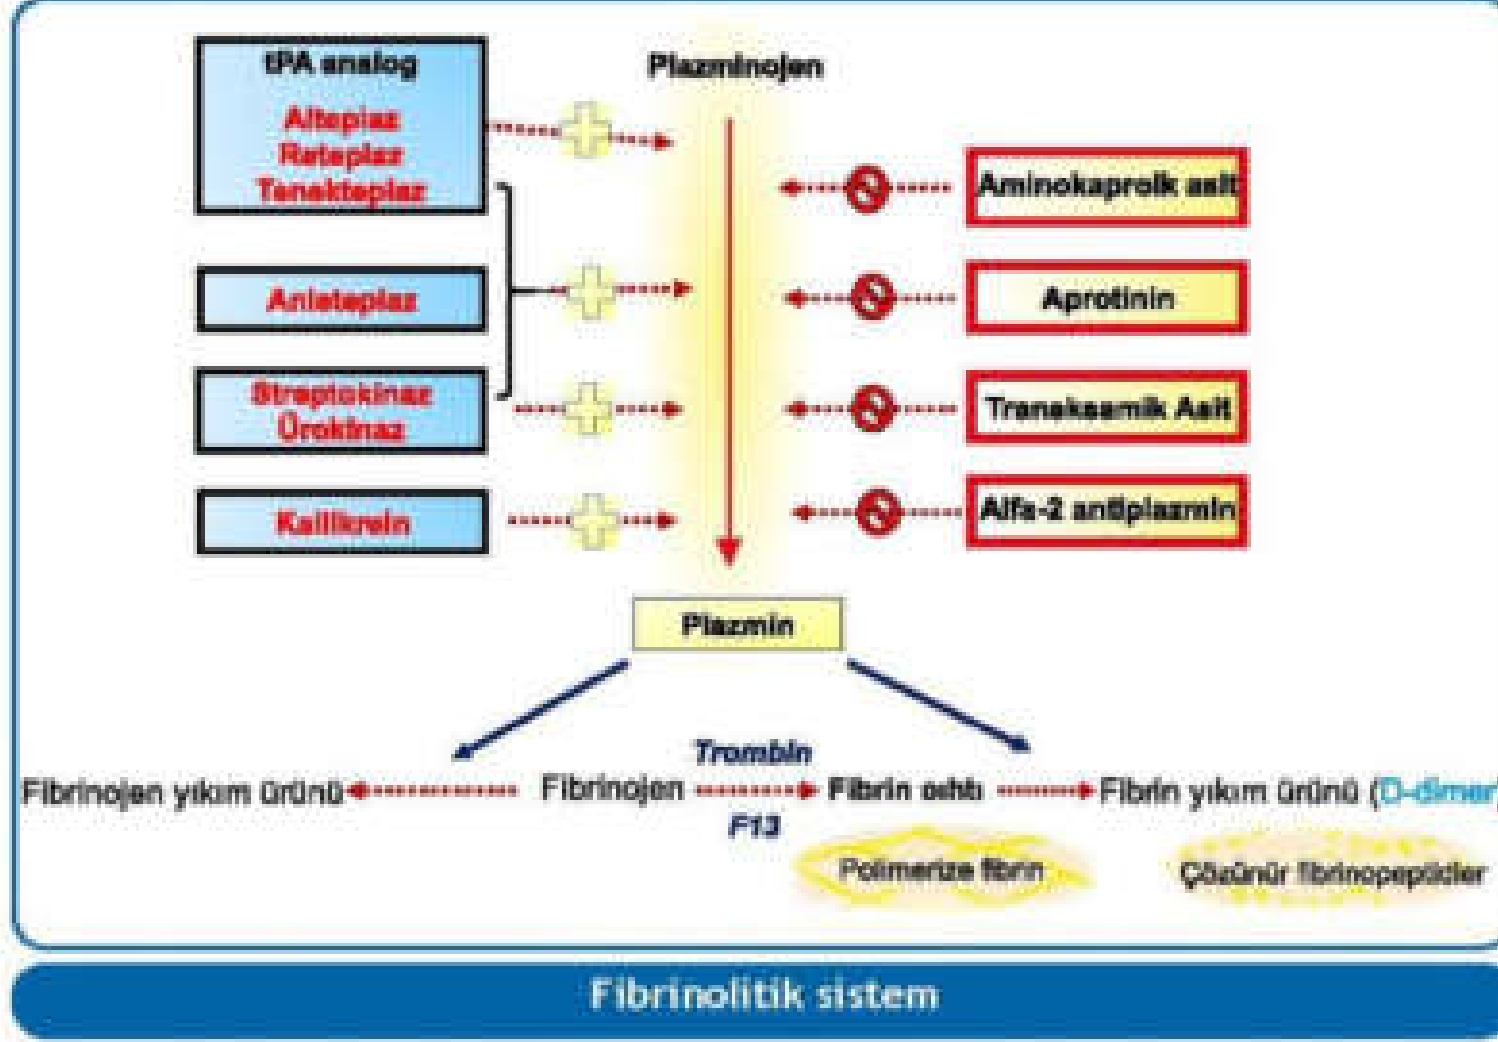 tPA analog
Alteplaz
Reteplaz
Tenekteplaz
Anisteplaz
Streptokinaz
Ürokinaz
Kallikrein
Plazminojen
Aminokaproik asit
Aprotinin
Traneksamik Asit
Alfa-2 antiplazmin
Plazmin
Trombin
Fibrinojen yıkım ürünü Fibrinojen Fibrin ağı Fibrin yıkım ürünü (D-dimer)
F13
Polimerize fibrin
Çözünür fibrinopeptidler
Fibrinolitik sistem